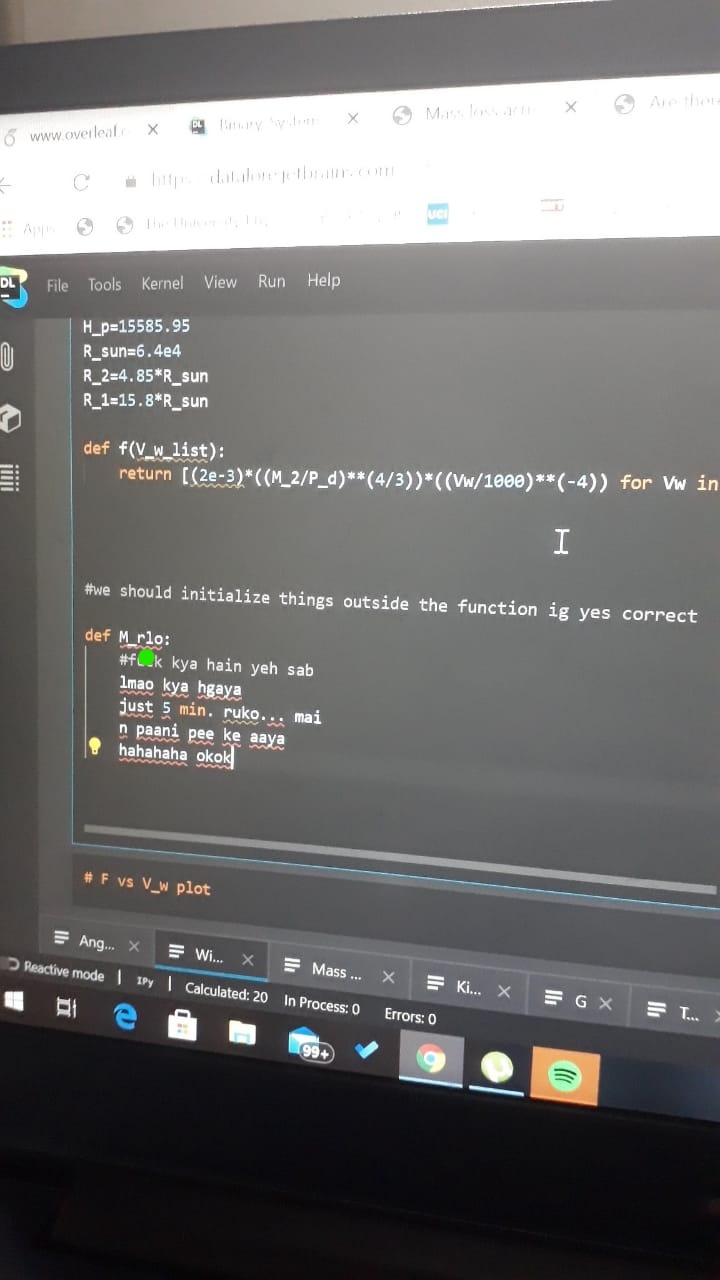 www.overleaf.c
Binary System
Mass loss acti
Are ther
https datalore.jetbrains.com
Apps
The University
UCI
DL
File Tools Kernel View Run Help
H_p=15585.95
R_sun=6.4e4
R_2=4.85*R_sun
R_1=15.8*R_sun
def f(V_w_list):
return [(2e-3)*((M_2/P_d)**(4/3))*((Vw/1000)**(-4)) for Vw in
#we should initialize things outside the function ig yes correct
def M_rlo:
#f k kya hain yeh sab
lmao kya hgaya
just 5 min. ruko... mai
n paani pee ke aaya
hahahaha okok
# F vs V_w plot
Ang... Wi... Mass ... Ki... G T...
Reactive mode | IPy | Calculated: 20 In Process: 0 Errors: 0
99+